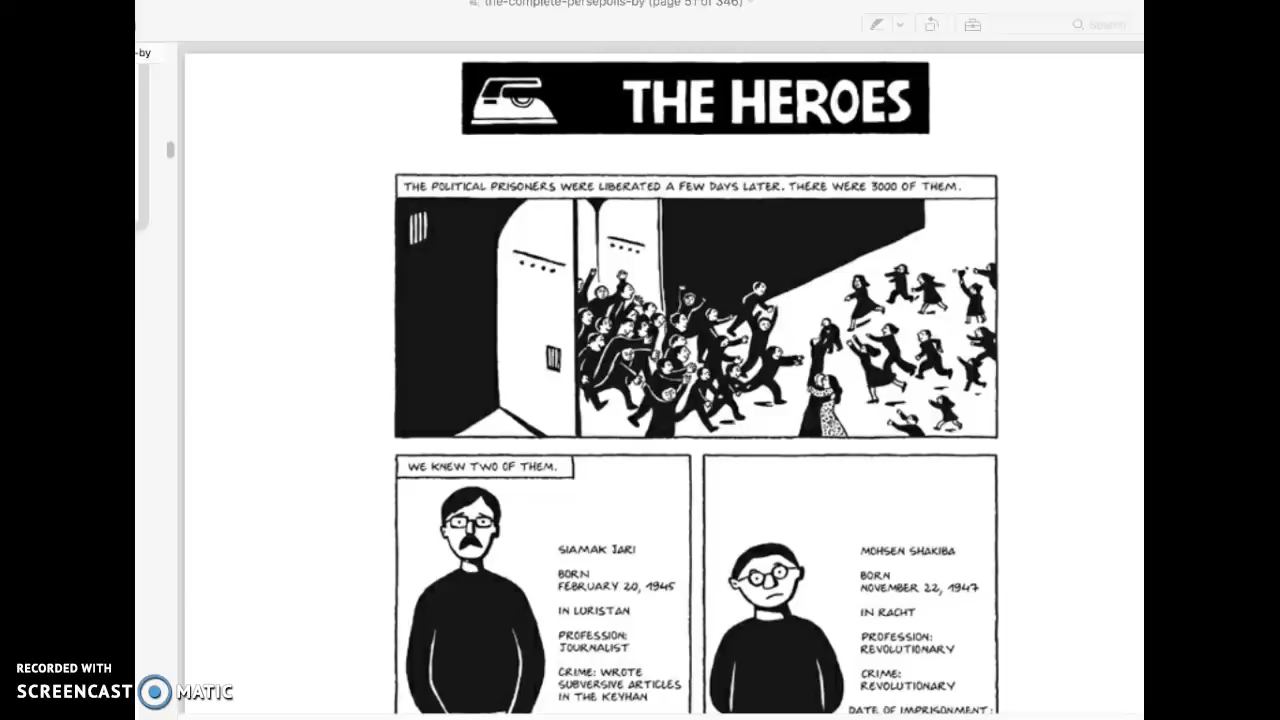 the-complete-persepolis-by (page 51 of 346)
Search
-by
THE HEROES
THE POLITICAL PRISONERS WERE LIBERATED A FEW DAYS LATER. THERE WERE 3000 OF THEM.
WE KNEW TWO OF THEM.
SIAMAK JARI
BORN
FEBRUARY 20, 1945
IN LURISTAN
PROFESSION:
JOURNALIST
CRIME: WROTE
SUBVERSIVE ARTICLES
IN THE KEYHAN
MOHSEN SHAKIBA
BORN
NOVEMBER 22, 1947
IN RACHT
PROFESSION:
REVOLUTIONARY
CRIME:
REVOLUTIONARY
DATE OF IMPRISONMENT:
RECORDED WITH
SCREENCAST MATIC